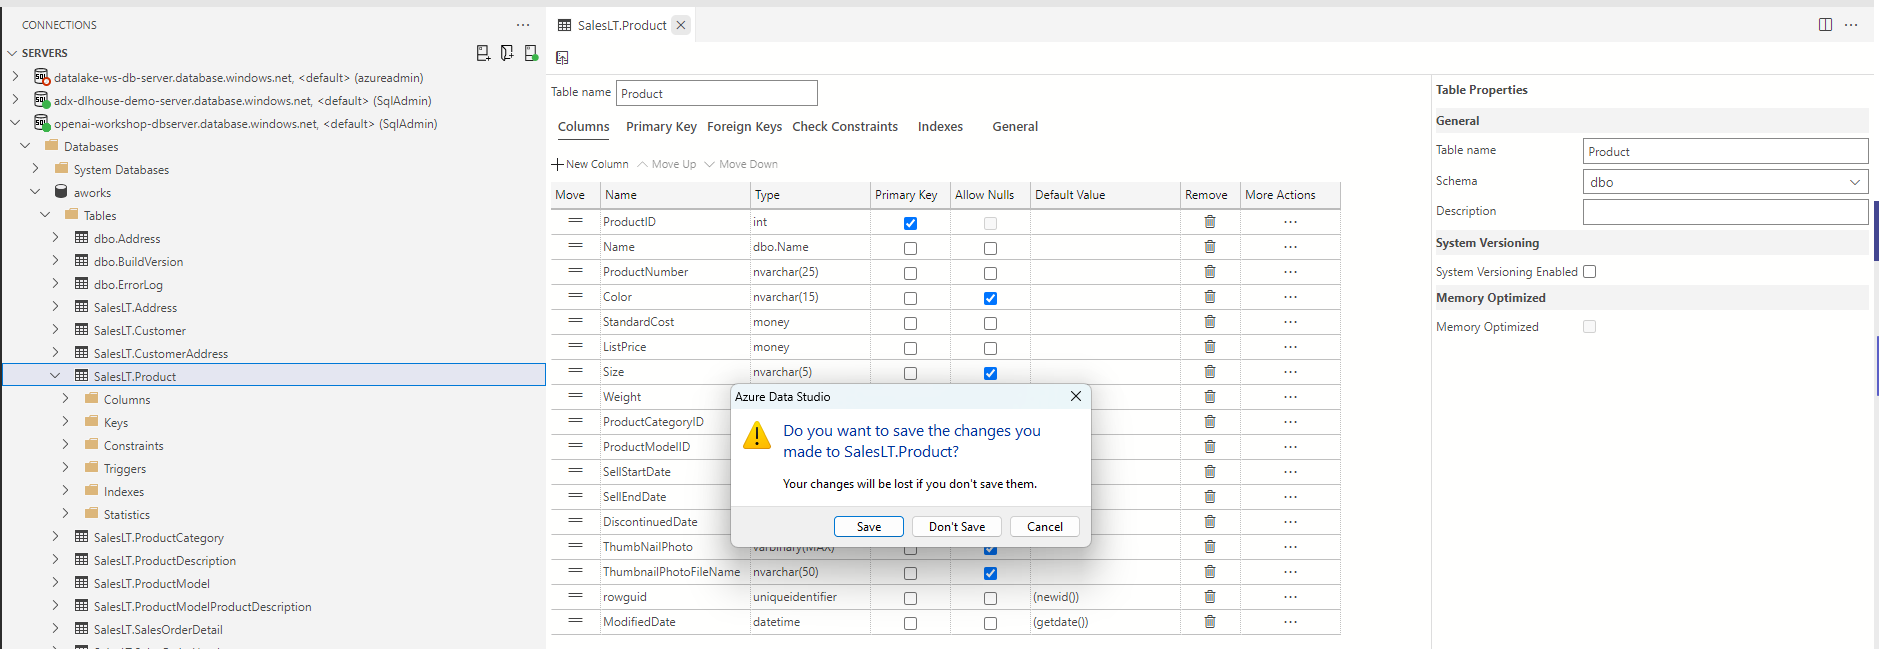 CONNECTIONS
SERVERS
datalake-ws-db-server.database.windows.net, <default> (azureadmin)
adx-dlhouse-demo-server.database.windows.net, <default> (SqlAdmin)
openai-workshop-dbserver.database.windows.net, <default> (SqlAdmin)
Databases
System Databases
aworks
Tables
dbo.Address
dbo.BuildVersion
dbo.ErrorLog
SalesLT.Address
SalesLT.Customer
SalesLT.CustomerAddress
SalesLT.Product
Columns
Keys
Constraints
Triggers
Indexes
Statistics
SalesLT.ProductCategory
SalesLT.ProductDescription
SalesLT.ProductModel
SalesLT.ProductModelProductDescription
SalesLT.SalesOrderDetail
SalesLT.Product
Table name Product
Columns Primary Key Foreign Keys Check Constraints Indexes General
New Column Move Up Move Down
Move Name Type Primary Key Allow Nulls Default Value Remove More Actions
ProductID int
Name dbo.Name
ProductNumber nvarchar(25)
Color nvarchar(15)
StandardCost money
ListPrice money
Size nvarchar(5)
Weight
ProductCategoryID
ProductModelID
SellStartDate
SellEndDate
DiscontinuedDate
ThumbNailPhoto varbinary(MAX)
ThumbnailPhotoFileName nvarchar(50)
rowguid uniqueidentifier (newid())
ModifiedDate datetime (getdate())
Azure Data Studio
Do you want to save the changes you
made to SalesLT.Product?
Your changes will be lost if you don't save them.
Save Don't Save Cancel
Table Properties
General
Table name Product
Schema dbo
Description
System Versioning
System Versioning Enabled
Memory Optimized
Memory Optimized